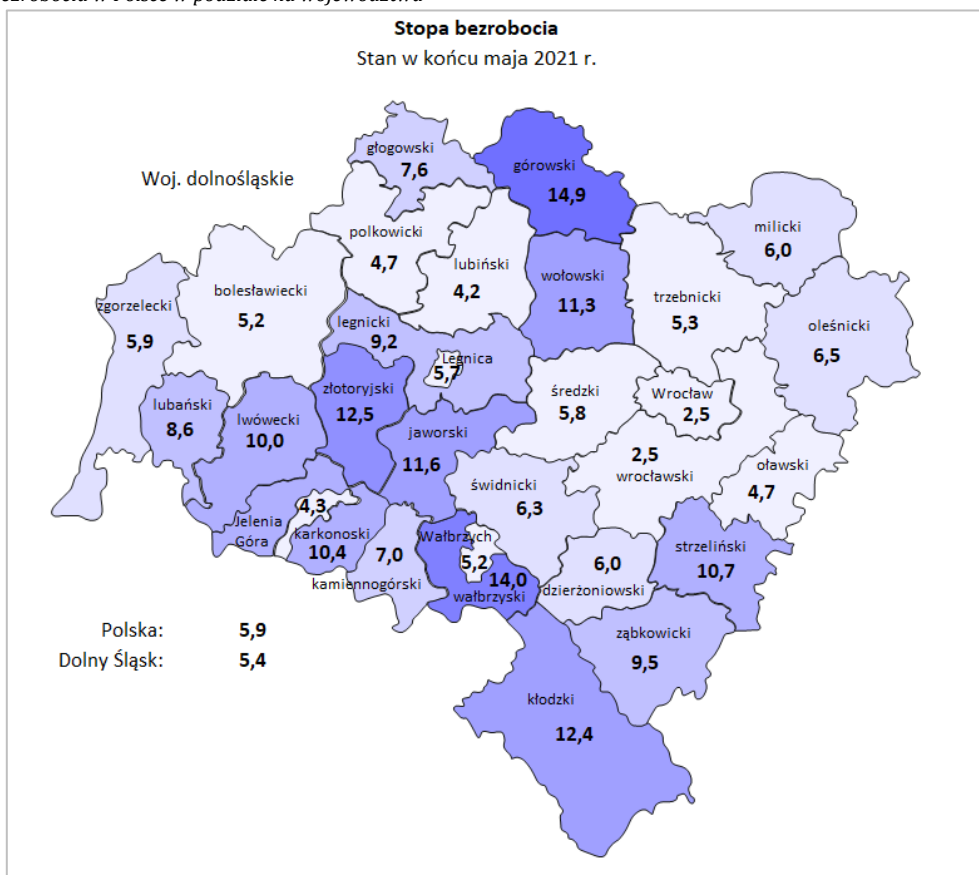 ezrobocia w Polsce w podziale na województwa
Stopa bezrobocia
Stan w końcu maja 2021 r.
Woj. dolnośląskie
głogowski
7,6
górowski
14,9
milicki
6,0
polkowicki
4,7
lubiński
4,2
wołowski
11,3
trzebnicki
5,3
zgorzelecki
5,9
bolesławiecki
5,2
oleśnicki
6,5
legnicki
9,2
Legnica
5,7
złotoryjski
12,5
średzki
5,8
Wrocław
2,5
lubański
8,6
lwówecki
10,0
jaworski
11,6
2,5
wrocławski
oławski
4,7
świdnicki
6,3
4,3
Jelenia
Góra
karkonoski
10,4
7,0
kamiennogórski
Wałbrzych
5,2
14,0
wałbrzyski
6,0
dzierżoniowski
strzeliński
10,7
ząbkowicki
9,5
kłodzki
12,4
Polska: 5,9
Dolny Śląsk: 5,4